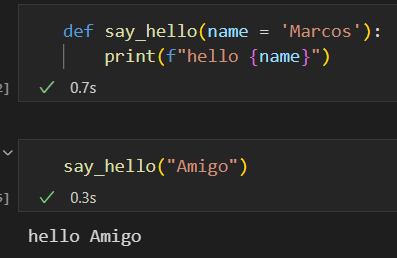 def say_hello(name = 'Marcos'):
    print(f"hello {name}")
]
0.7s
say_hello("Amigo")
]
0.3s
hello Amigo